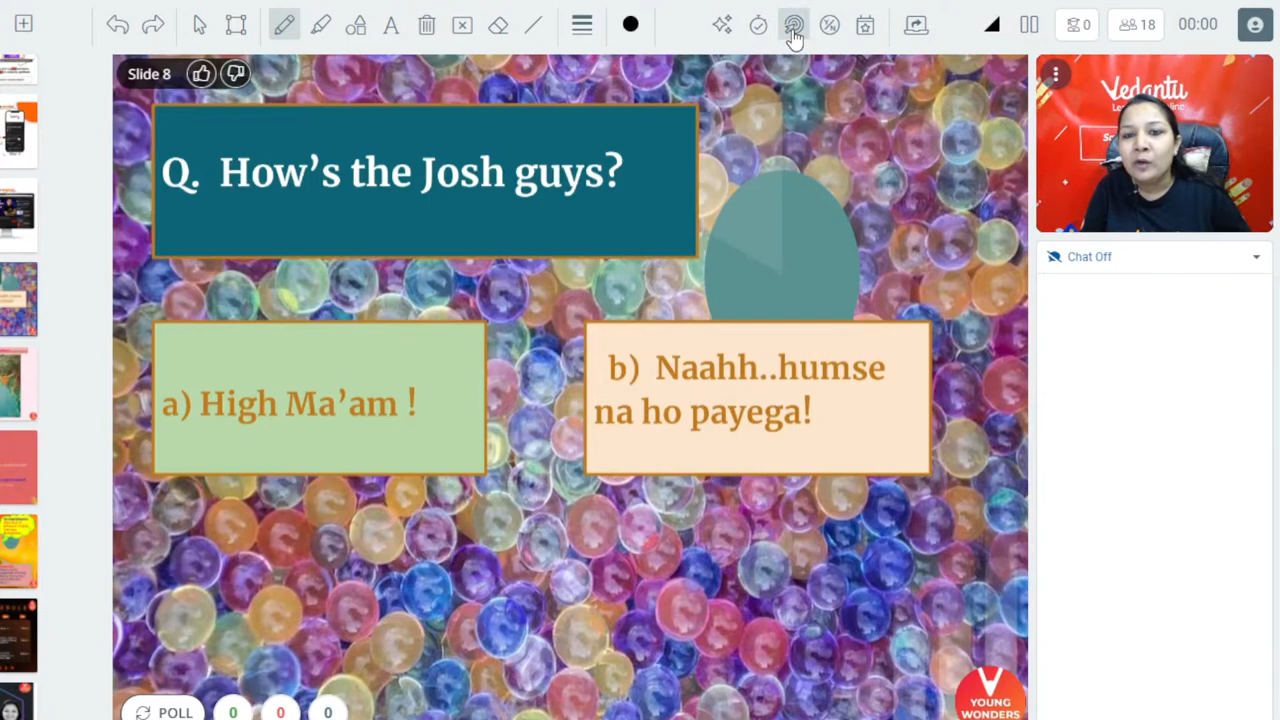 0
18
00:00
Slide 8
Q. How's the Josh guys?
a) High Ma'am !
b) Naahh..humse
na ho payega!
Vedantu
Chat Off
POLL
0
0
0
V
YOUNG
WONDERS